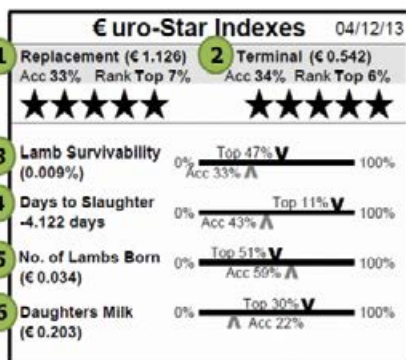 €uro-Star Indexes 04/12/13
1 Replacement (€ 1.126) 2 Terminal (€ 0.542)
Acc 33% Rank Top 7% Acc 34% Rank Top 6%
3 Lamb Survivability
(0.009%)
0% Top 47% 100%
Acc 33%
4 Days to Slaughter
-4.122 days
0% Top 11% 100%
Acc 43%
5 No. of Lambs Born
(€ 0.034)
0% Top 51% 100%
Acc 59%
6 Daughters Milk
(€ 0.203)
0% Top 30% 100%
Acc 22%